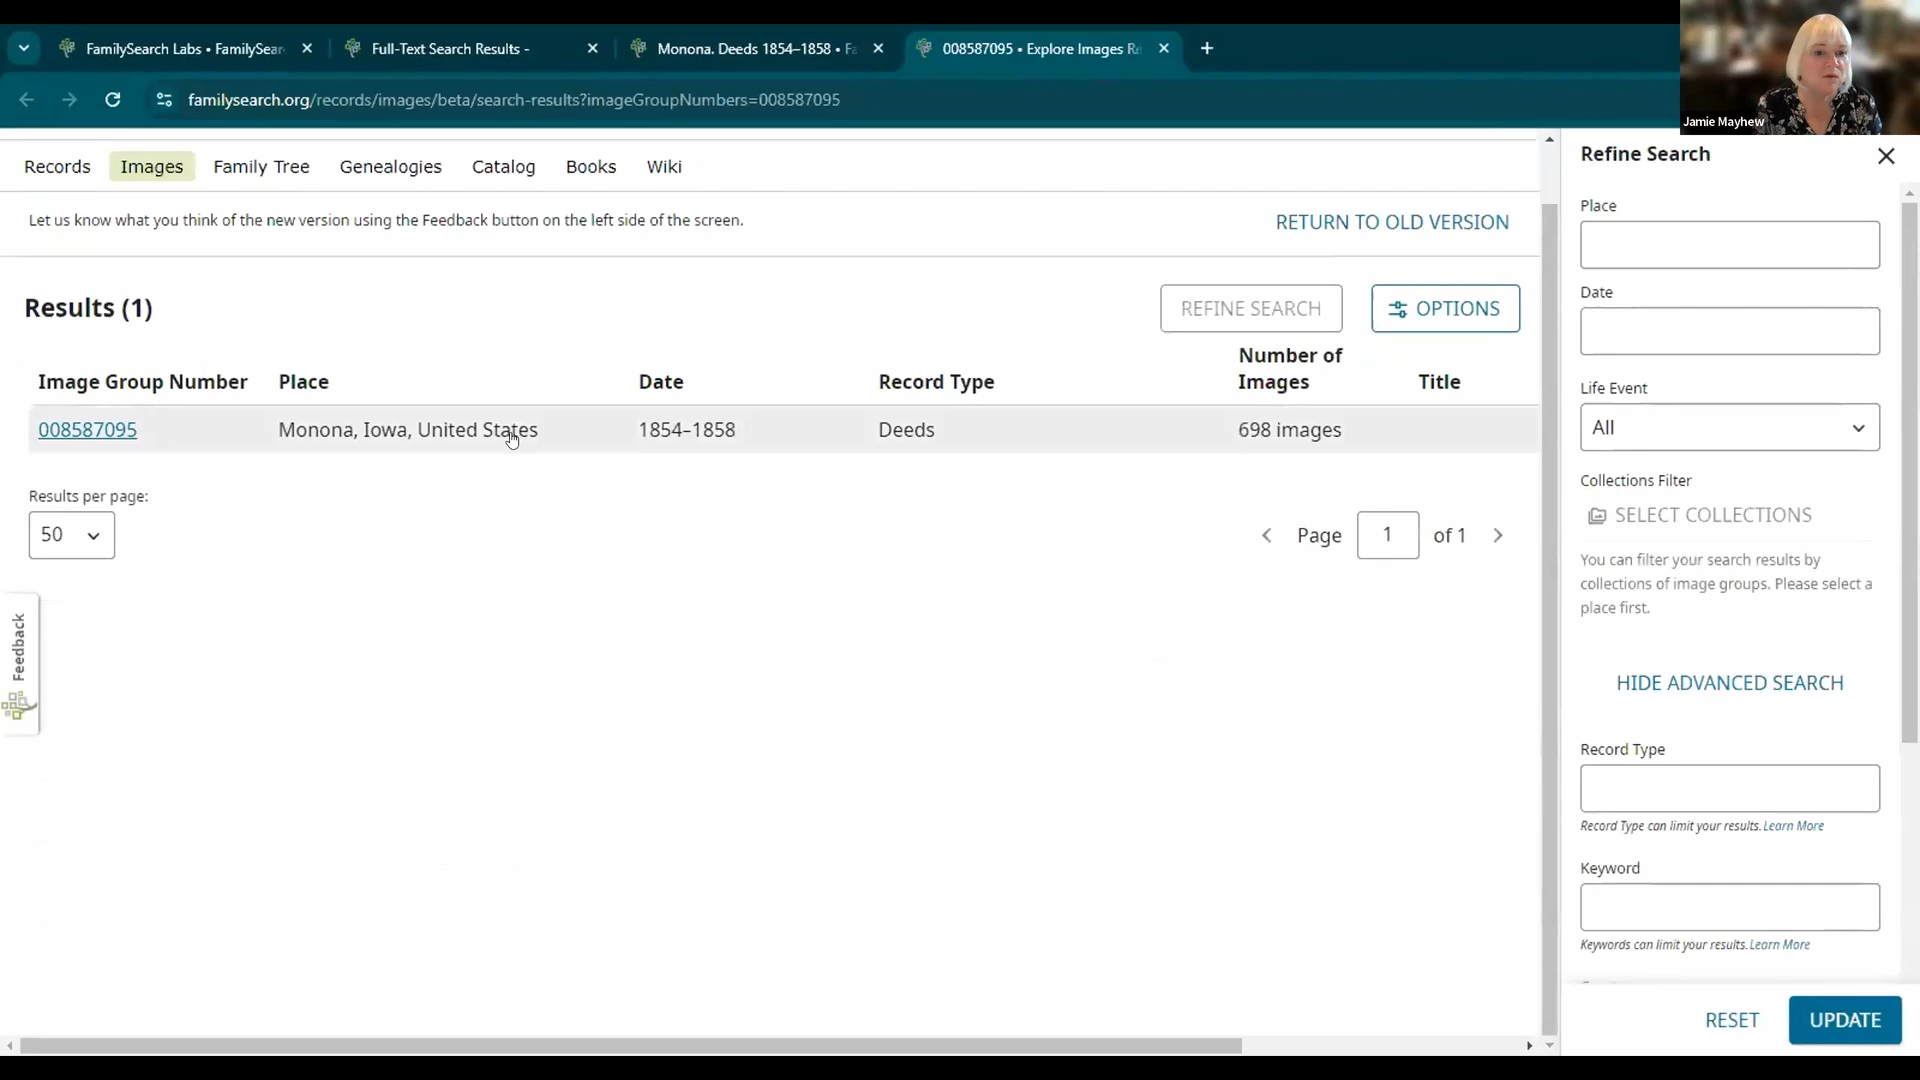 FamilySearch Labs • FamilySear
Full-Text Search Results -
Monona. Deeds 1854–1858 • Fa
008587095 • Explore Images Re
familysearch.org/records/images/beta/search-results?imageGroupNumbers=008587095
Jamie Mayhew
Records Images Family Tree Genealogies Catalog Books Wiki
Let us know what you think of the new version using the Feedback button on the left side of the screen.
RETURN TO OLD VERSION
Results (1)
REFINE SEARCH
OPTIONS
Image Group Number Place Date Record Type Number of Images Title
008587095 Monona, Iowa, United States 1854–1858 Deeds 698 images
Results per page:
50
Page 1 of 1
Feedback
Refine Search
Place
Date
Life Event
All
Collections Filter
SELECT COLLECTIONS
You can filter your search results by
collections of image groups. Please select a
place first.
HIDE ADVANCED SEARCH
Record Type
Record Type can limit your results. Learn More
Keyword
Keywords can limit your results. Learn More
RESET
UPDATE